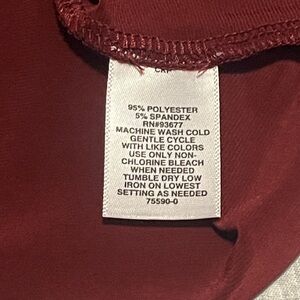 95% POLYESTER
5% SPANDEX
RN#93677
MACHINE WASH COLD
GENTLE CYCLE
WITH LIKE COLORS
USE ONLY NON-
CHLORINE BLEACH
WHEN NEEDED
TUMBLE DRY LOW
IRON ON LOWEST
SETTING AS NEEDED
75590-0